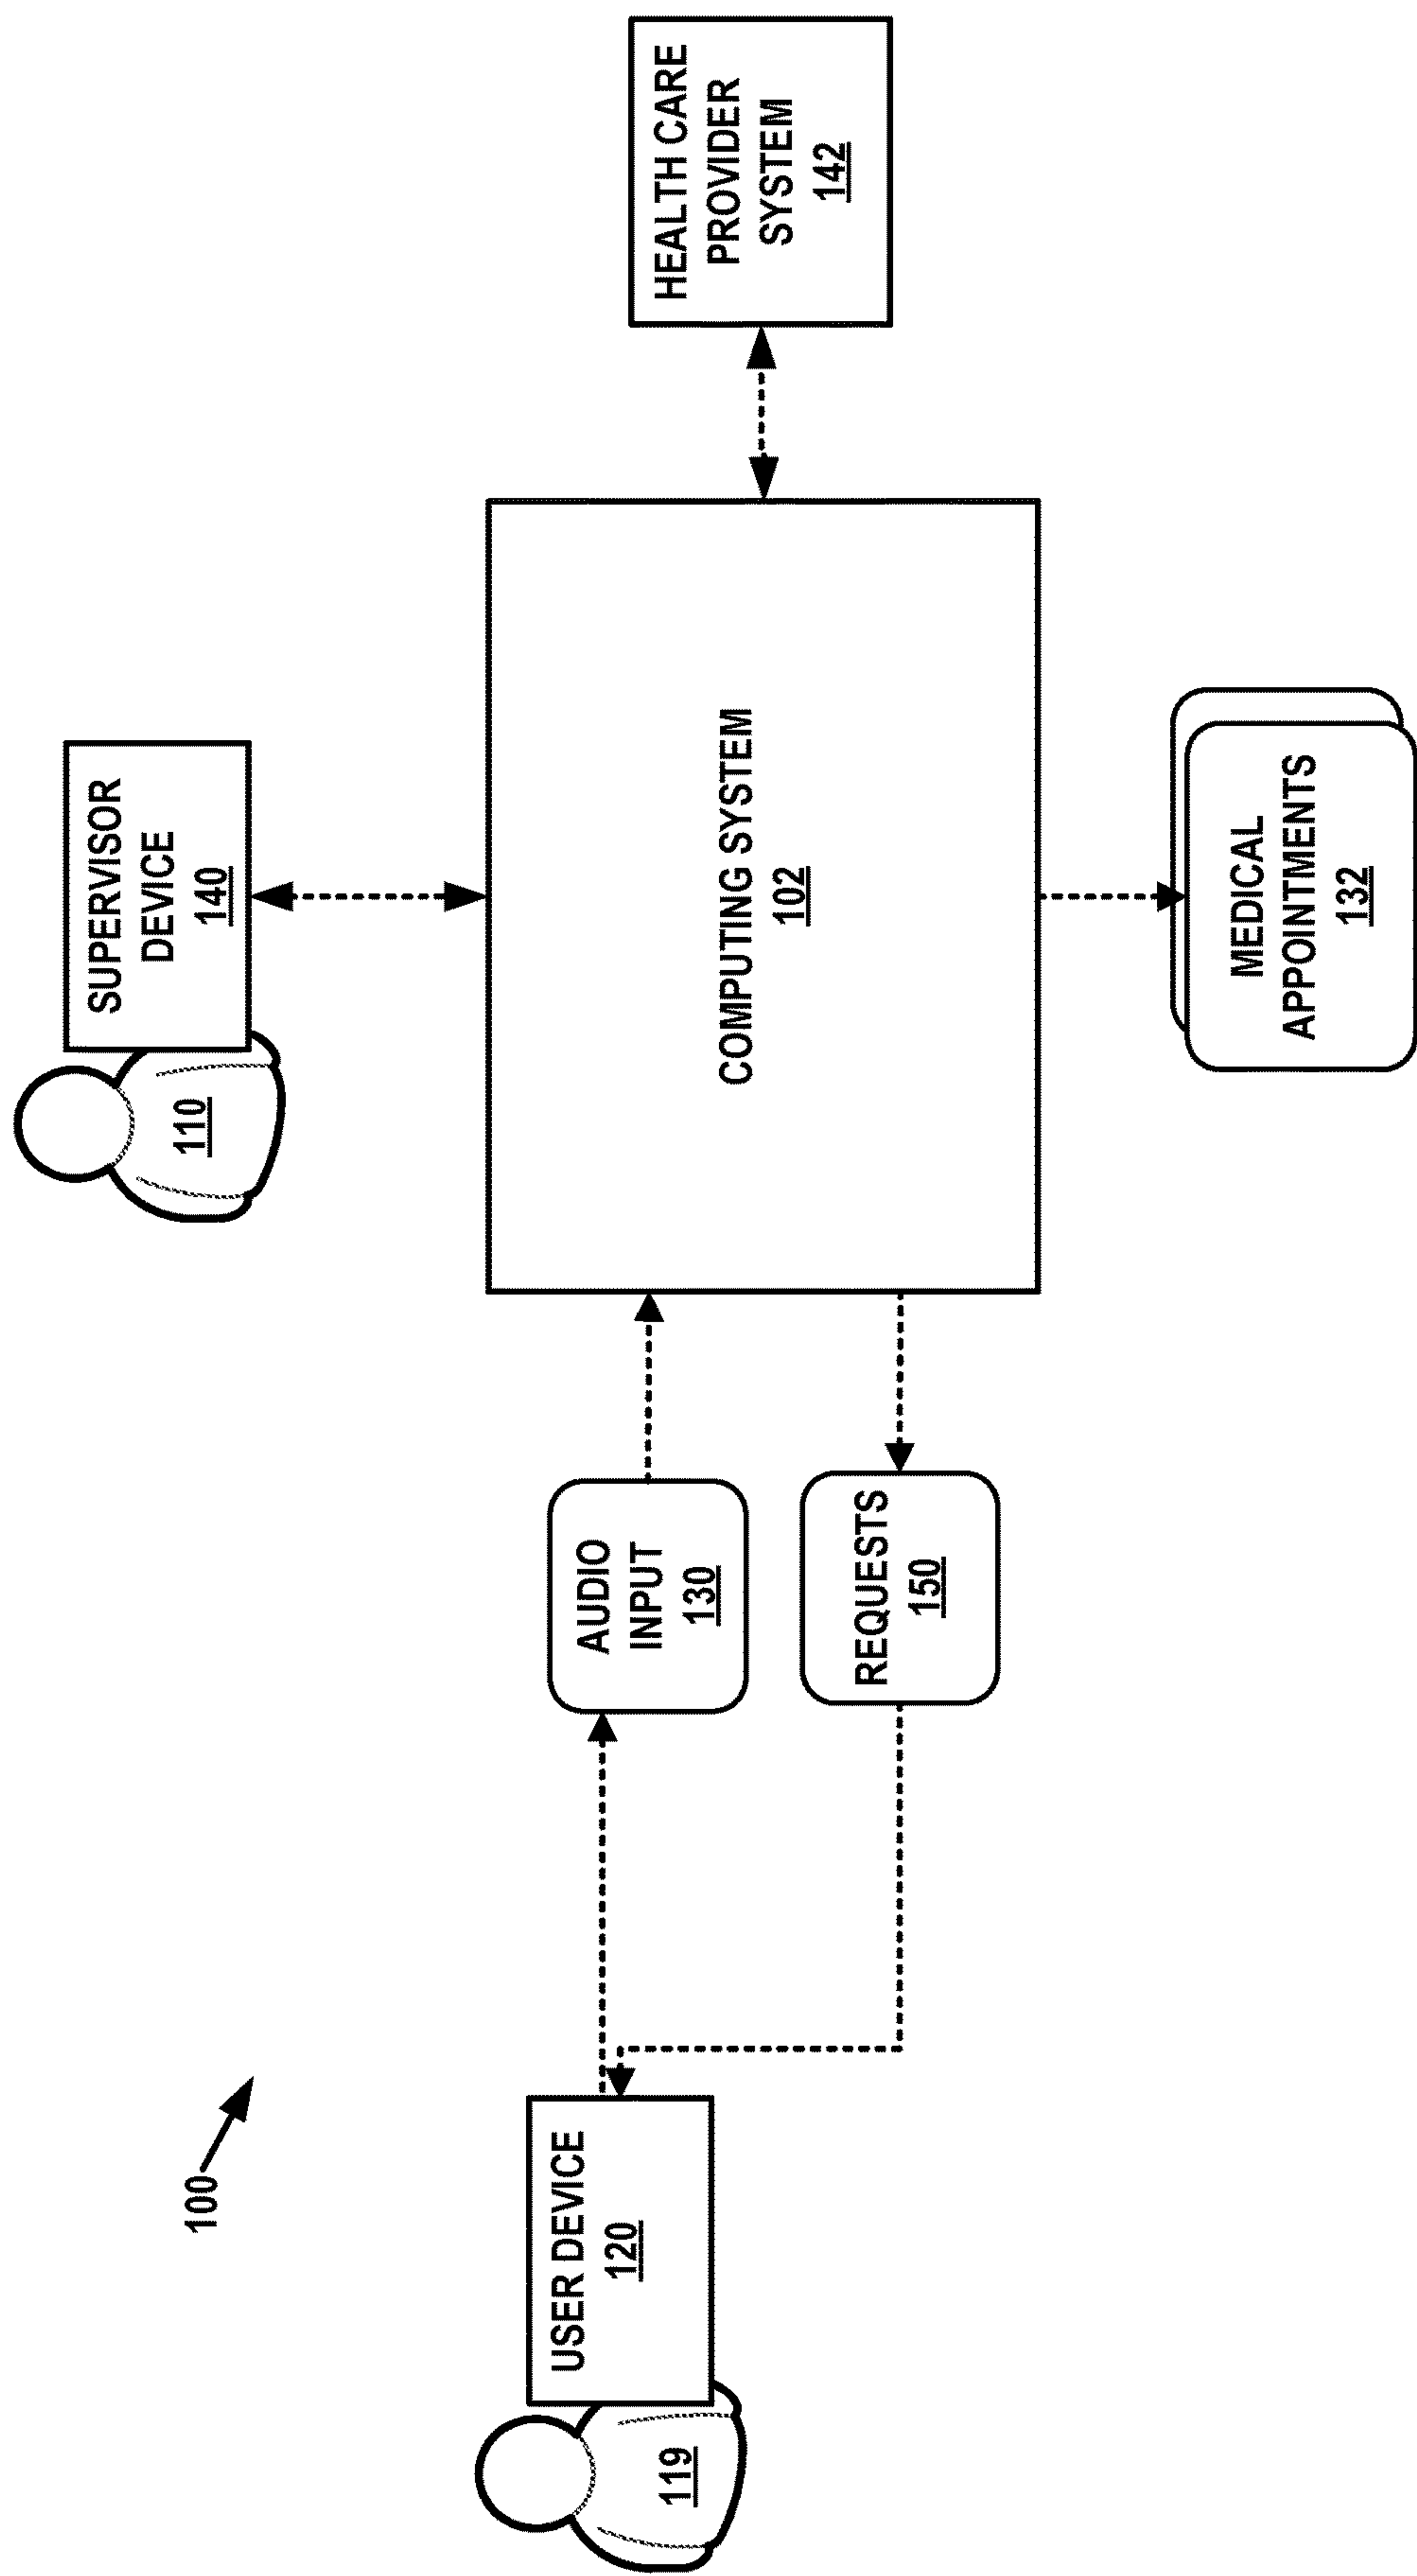 100
SUPERVISOR
DEVICE
140
110
USER DEVICE
120
119
AUDIO
INPUT
130
REQUESTS
150
COMPUTING SYSTEM
102
HEALTH CARE
PROVIDER
SYSTEM
142
MEDICAL
APPOINTMENTS
132